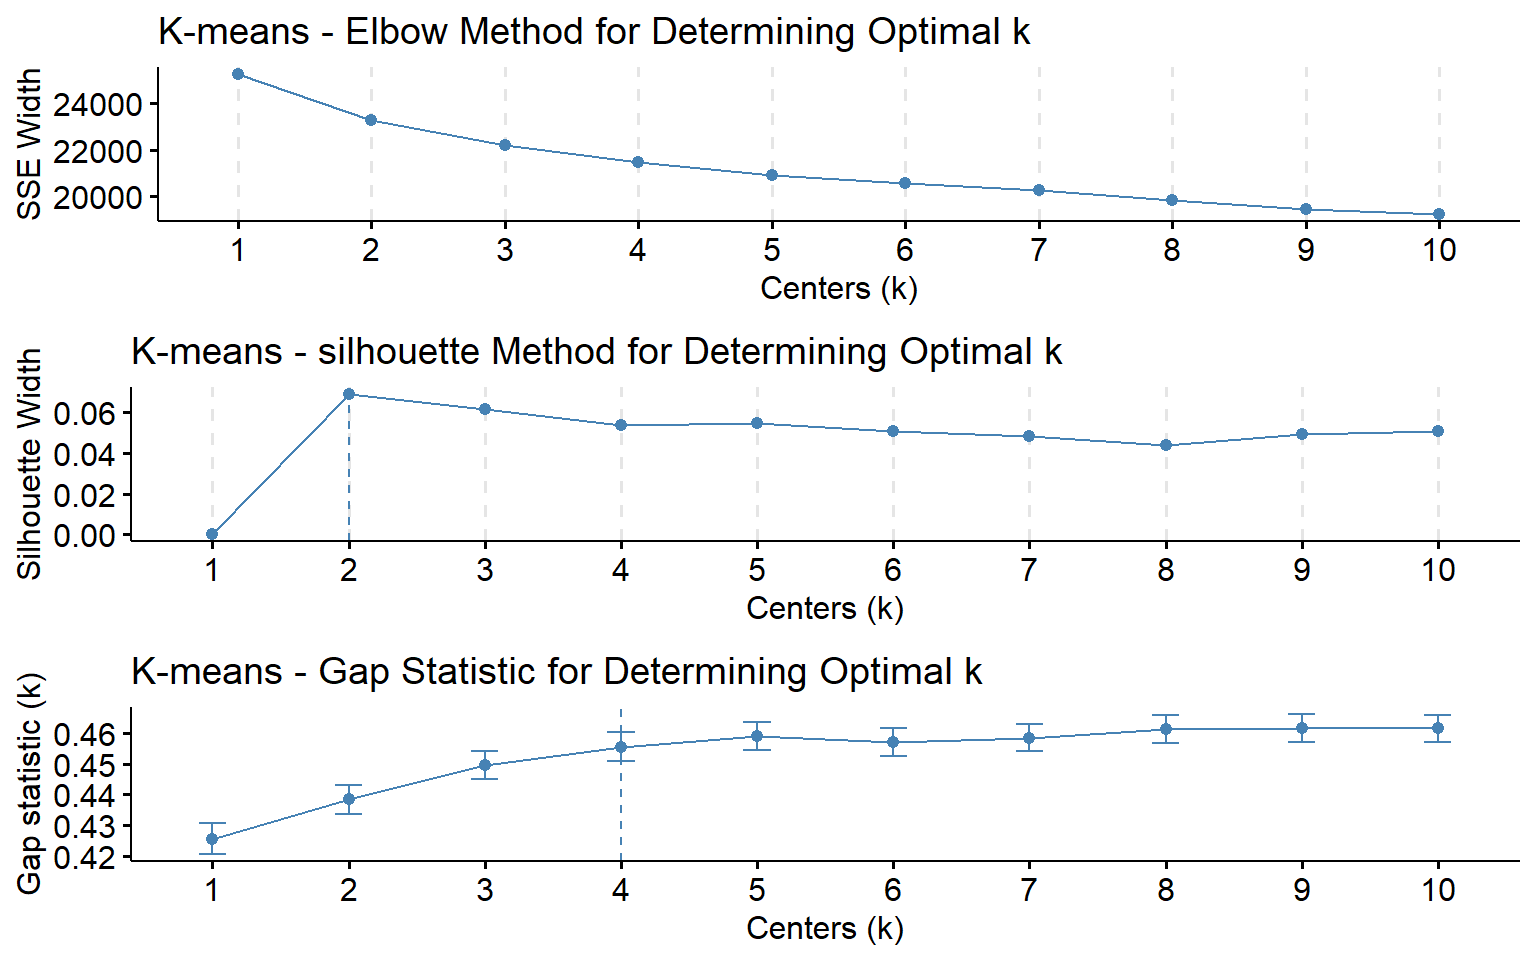 K-means - Elbow Method for Determining Optimal k
SSE Width
24000
22000
20000
1 2 3 4 5 6 7 8 9 10
Centers (k)
K-means - silhouette Method for Determining Optimal k
Silhouette Width
0.06
0.04
0.02
0.00
1 2 3 4 5 6 7 8 9 10
Centers (k)
K-means - Gap Statistic for Determining Optimal k
Gap statistic (k)
0.46
0.45
0.44
0.43
0.42
1 2 3 4 5 6 7 8 9 10
Centers (k)